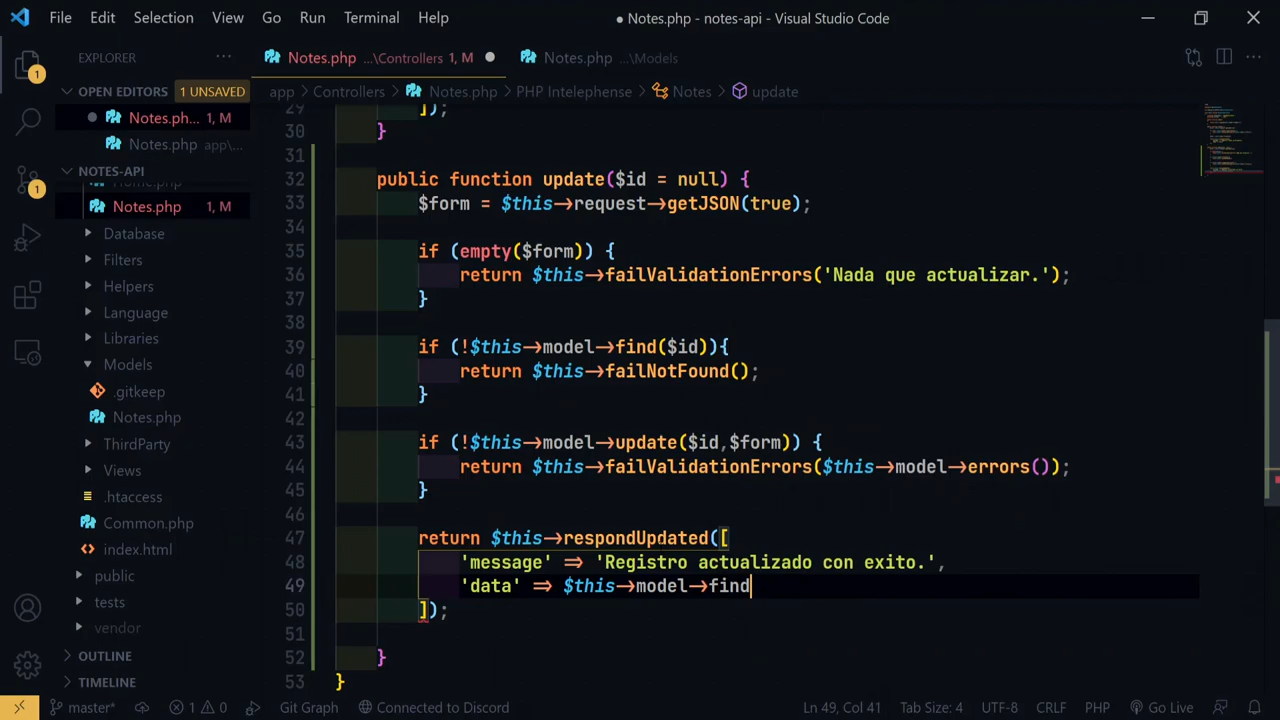 File Edit Selection View Go Run Terminal Help
● Notes.php - notes-api - Visual Studio Code
EXPLORER ...
Notes.php ...\Controllers 1, M ●
Notes.php ...\Models
OPEN EDITORS 1 UNSAVED
● Notes.ph... 1, M
Notes.php app\...
app > Controllers > Notes.php > PHP Intelephense > Notes > update
NOTES-API
Notes.php 1, M
Database
Filters
Helpers
Language
Libraries
Models
.gitkeep
Notes.php
ThirdParty
Views
.htaccess
Common.php
index.html
public
tests
vendor
OUTLINE
TIMELINE
1
1
29 ]);
30 }
31
32 public function update($id = null) {
33 $form = $this->request->getJSON(true);
34
35 if (empty($form)) {
36 return $this->failValidationErrors('Nada que actualizar.');
37 }
38
39 if (!$this->model->find($id)){
40 return $this->failNotFound();
41 }
42
43 if (!$this->model->update($id,$form)) {
44 return $this->failValidationErrors($this->model->errors());
45 }
46
47 return $this->respondUpdated([
48 'message' => 'Registro actualizado con exito.',
49 'data' => $this->model->find
50 ]);
51
52 }
53 }
master* 1 0 Git Graph Connected to Discord Ln 49, Col 41 Tab Size: 4 UTF-8 CRLF PHP Go Live